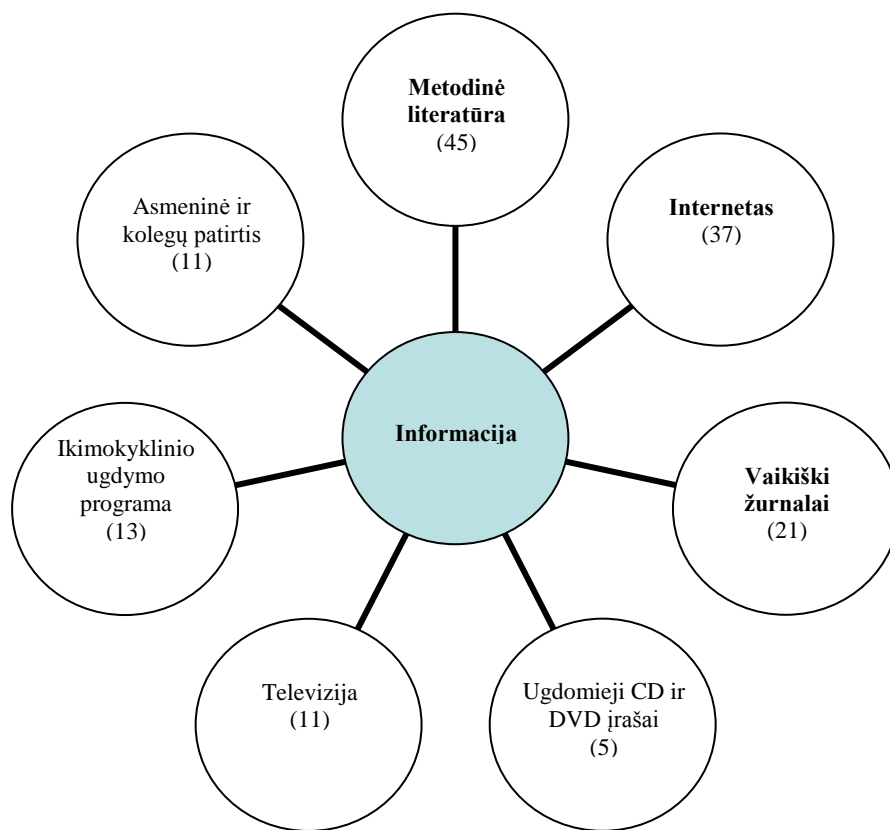 Metodinė
literatūra
(45)
Asmeninė ir
kolegų patirtis
(11)
Internetas
(37)
Informacija
Ikimokyklinio
ugdymo
programa
(13)
Vaikiški
žurnalai
(21)
Televizija
(11)
Ugdomieji CD ir
DVD įrašai
(5)